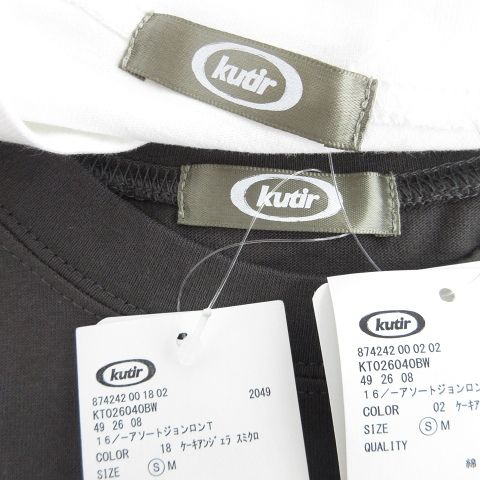 kutir
kutir
kutir
874242 00 18 02
KT026040BW 2049
49 26 08
16/ーアソートジョンロンT
COLOR 18 ケーキアンジェラ スミクロ
SIZE S M
kutir
874242 00 02 02
KT026040BW
49 26 08
16/ーアソートジョンロン
COLOR 02 ケーキア
SIZE S M
QUALITY
綿